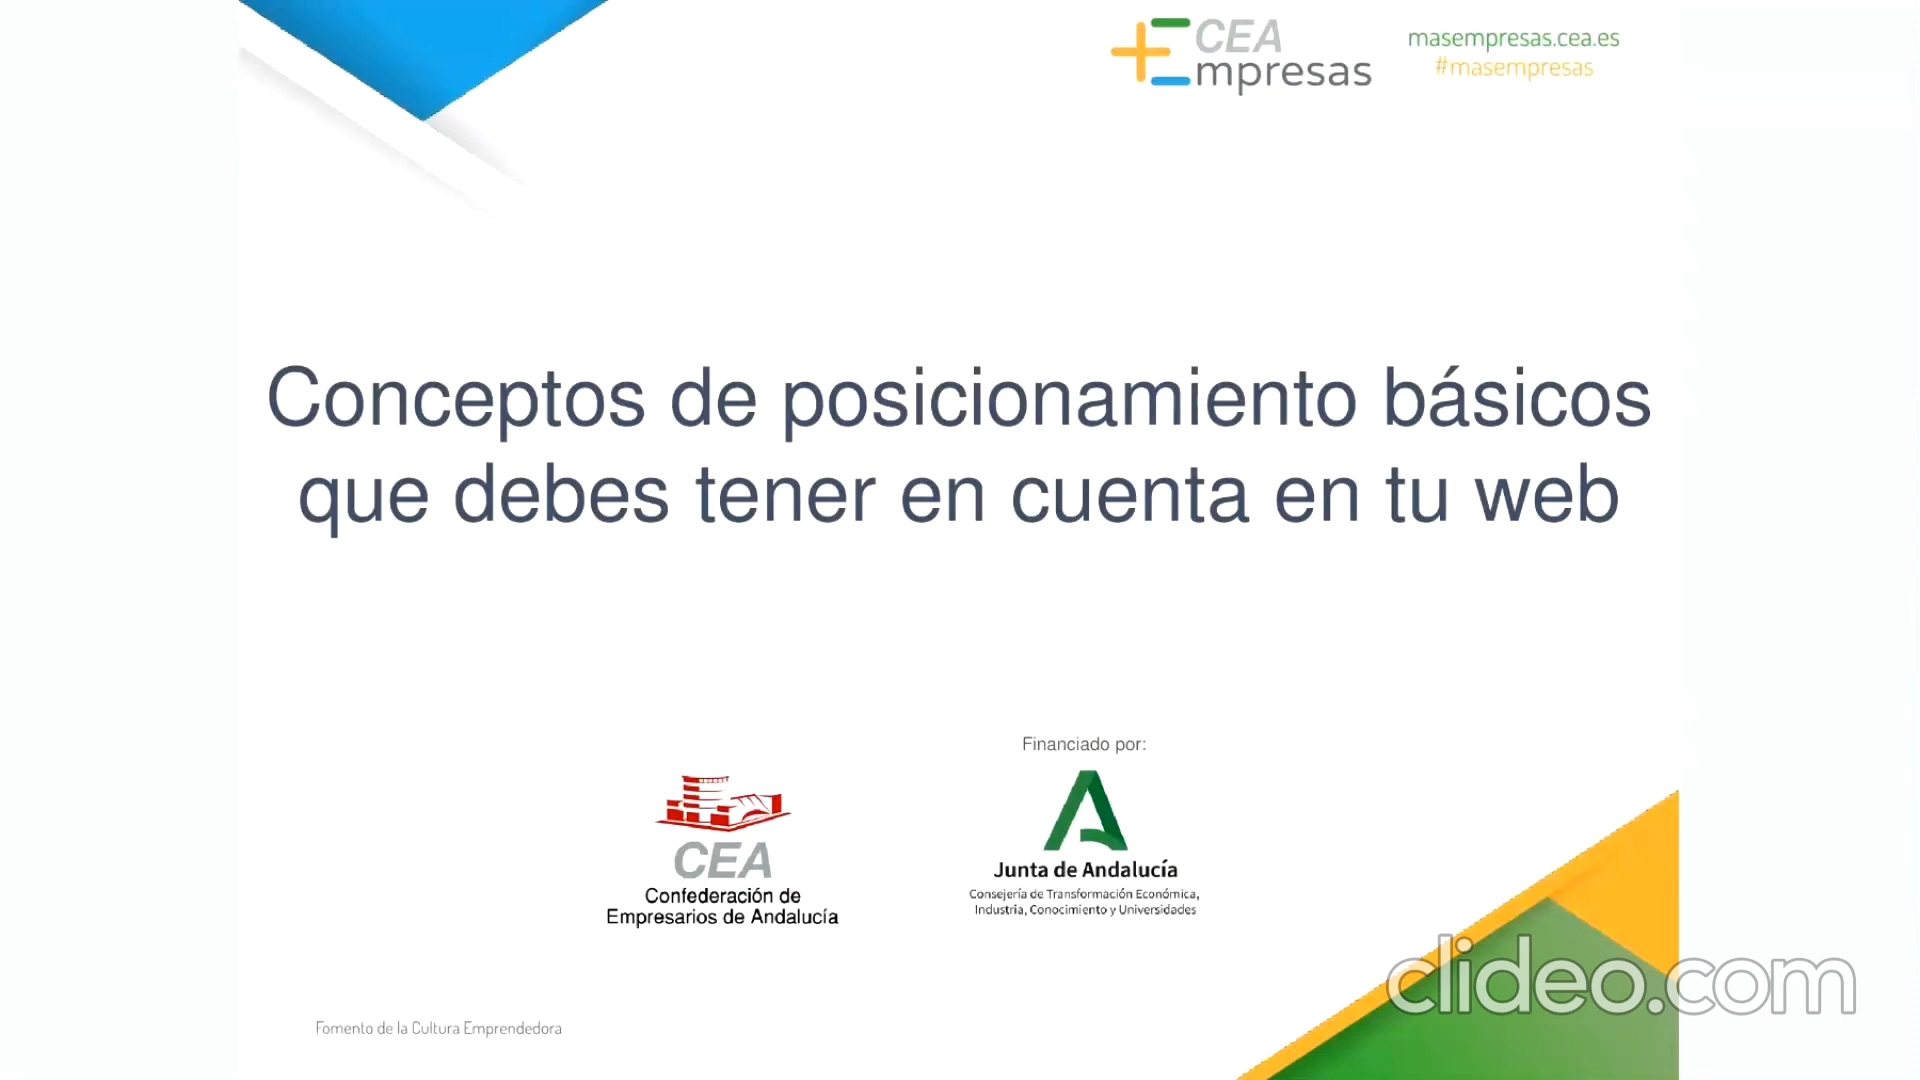 CEA
+Empresas
masempresas.cea.es
#masempresas
Conceptos de posicionamiento básicos
que debes tener en cuenta en tu web
Financiado por:
CEA
Confederación de
Empresarios de Andalucía
Junta de Andalucía
Consejería de Transformación Económica,
Industria, Conocimiento y Universidades
clideo.com
Fomento de la Cultura Emprendedora